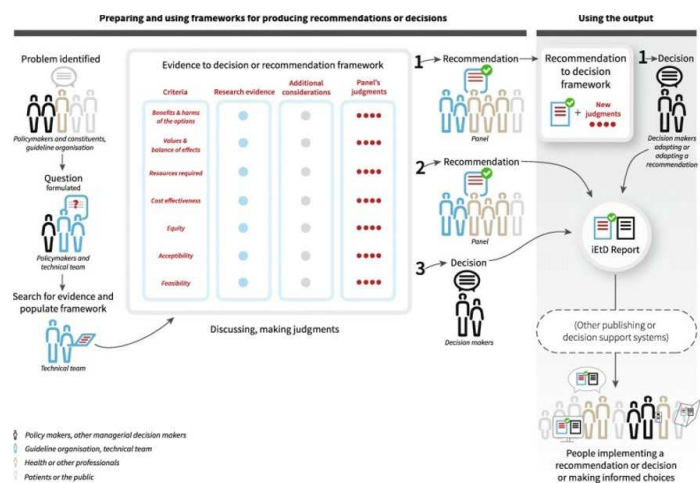 Preparing and using frameworks for producing recommendations or decisions
Using the output
Problem identified
Policymakers and constituents,
guideline organisation
Question
formulated
?
Policymakers and
technical team
Search for evidence and
populate framework
Technical team
Evidence to decision or recommendation framework
Criteria
Research evidence
Additional
considerations
Panel's
judgments
Benefits & harms
of the options
Values &
balance of effects
Resources required
Cost effectiveness
Equity
Acceptibility
Feasibility
Discussing, making judgments
1 Recommendation
Panel
2 Recommendation
Panel
3 Decision
Decision makers
Recommendation
to decision
framework
+ New
judgments
1 Decision
Decision makers
adopting or
adapting a
recommendation
iEtD Report
(Other publishing or
decision support systems)
People implementing a
recommendation or decision
or making informed choices
Policy makers, other managerial decision makers
Guideline organisation, technical team
Health or other professionals
Patients or the public